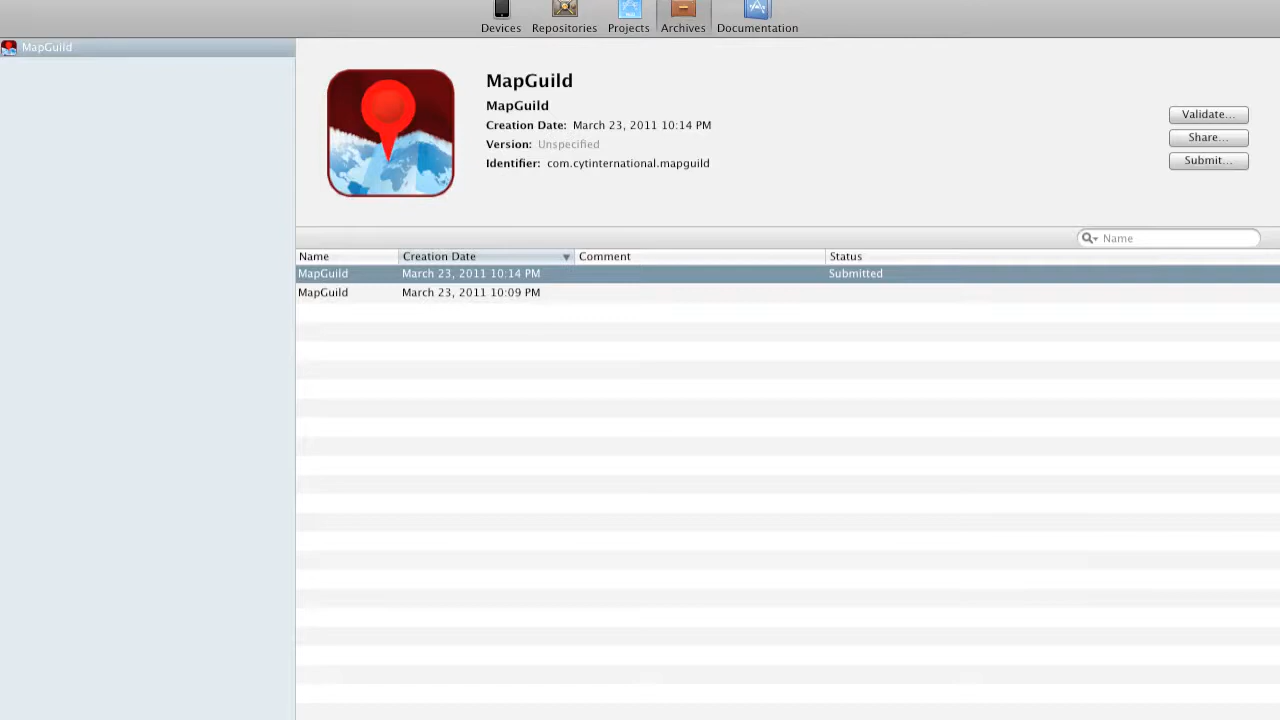 Devices Repositories Projects Archives Documentation
MapGuild
MapGuild
MapGuild
Creation Date: March 23, 2011 10:14 PM
Version: Unspecified
Identifier: com.cytinternational.mapguild
Validate...
Share...
Submit...
Name
Name Creation Date Comment Status
MapGuild March 23, 2011 10:14 PM Submitted
MapGuild March 23, 2011 10:09 PM